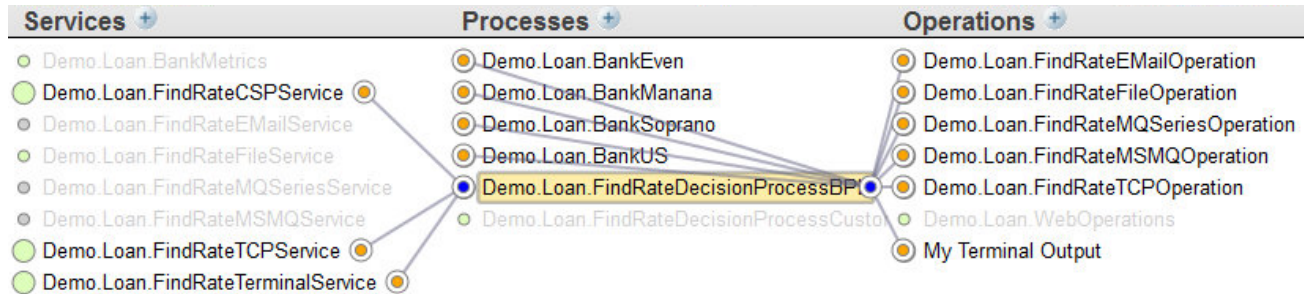 Services
Demo.Loan.BankMetrics
Demo.Loan.FindRateCSPService
Demo.Loan.FindRateEMailService
Demo.Loan.FindRateFileService
Demo.Loan.FindRateMQSeriesService
Demo.Loan.FindRateMSMQService
Demo.Loan.FindRateTCPService
Demo.Loan.FindRateTerminalService
Processes
Demo.Loan.BankEven
Demo.Loan.BankManana
Demo.Loan.BankSoprano
Demo.Loan.BankUS
Demo.Loan.FindRateDecisionProcessBP
Demo.Loan.FindRateDecisionProcessCusto
Operations
Demo.Loan.FindRateEMailOperation
Demo.Loan.FindRateFileOperation
Demo.Loan.FindRateMQSeriesOperation
Demo.Loan.FindRateMSMQOperation
Demo.Loan.FindRateTCPOperation
Demo.Loan.WebOperations
My Terminal Output